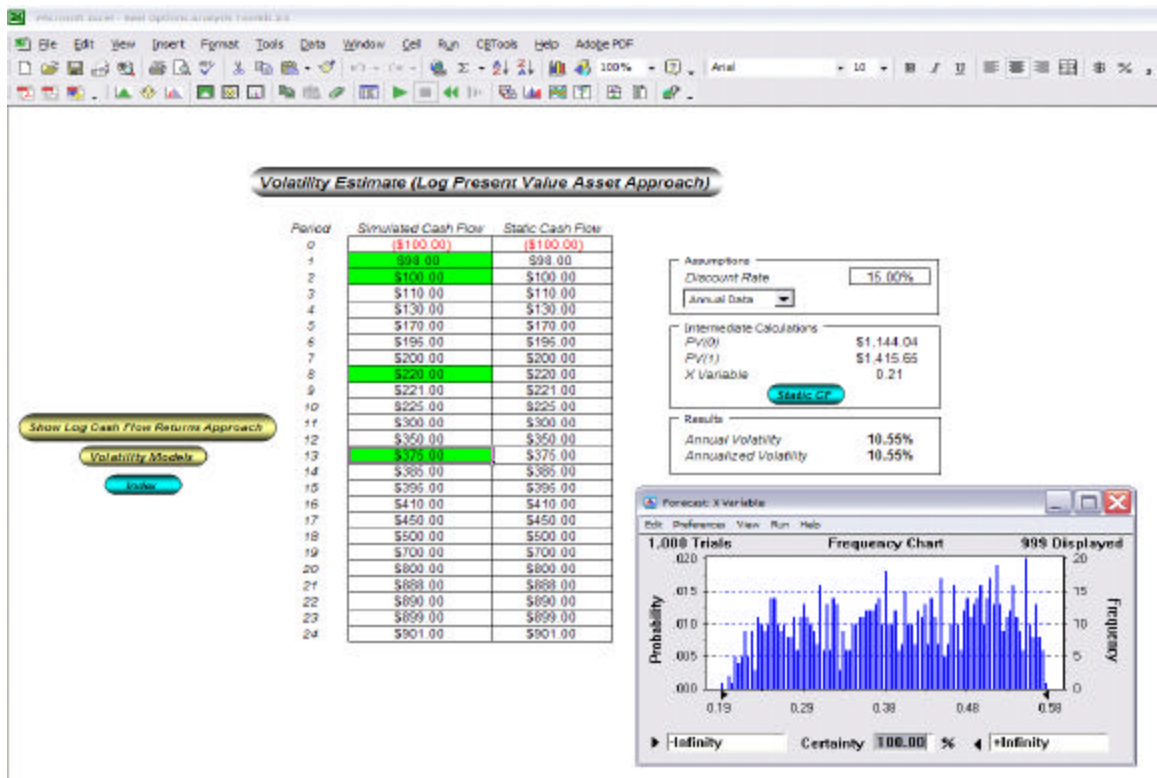 Microsoft Excel - Real Options Analysis Toolkit
File Edit View Insert Format Tools Data Window Cell Run CBTools Help Adobe PDF
100% Arial 10 B I U $ % ,
Volatility Estimate (Log Present Value Asset Approach)
Period Simulated Cash Flow Static Cash Flow
0 ($100.00) ($100.00)
1 $98.00 $98.00
2 $100.00 $100.00
3 $110.00 $110.00
4 $130.00 $130.00
5 $170.00 $170.00
6 $195.00 $195.00
7 $200.00 $200.00
8 $220.00 $220.00
9 $221.00 $221.00
10 $225.00 $225.00
11 $300.00 $300.00
12 $350.00 $350.00
13 $375.00 $375.00
14 $385.00 $385.00
15 $395.00 $395.00
16 $410.00 $410.00
17 $450.00 $450.00
18 $500.00 $500.00
19 $700.00 $700.00
20 $800.00 $800.00
21 $888.00 $888.00
22 $890.00 $890.00
23 $899.00 $899.00
24 $901.00 $901.00
Show Log Cash Flow Returns Approach
Volatility Models
Index
Assumptions
Discount Rate 15.00%
Annual Data
Intermediate Calculations
PV(0) $1,144.04
PV(1) $1,415.65
X Variable 0.21
Static CF
Results
Annual Volatility 10.55%
Annualized Volatility 10.55%
Forecast: X Variable
Edit Preferences View Run Help
1,000 Trials Frequency Chart 999 Displayed
.020 20
.015 15
.010 10
.005 5
.000 0
Probability
Frequency
0.19 0.29 0.39 0.48 0.58
-Infinity Certainty 100.00 % +Infinity